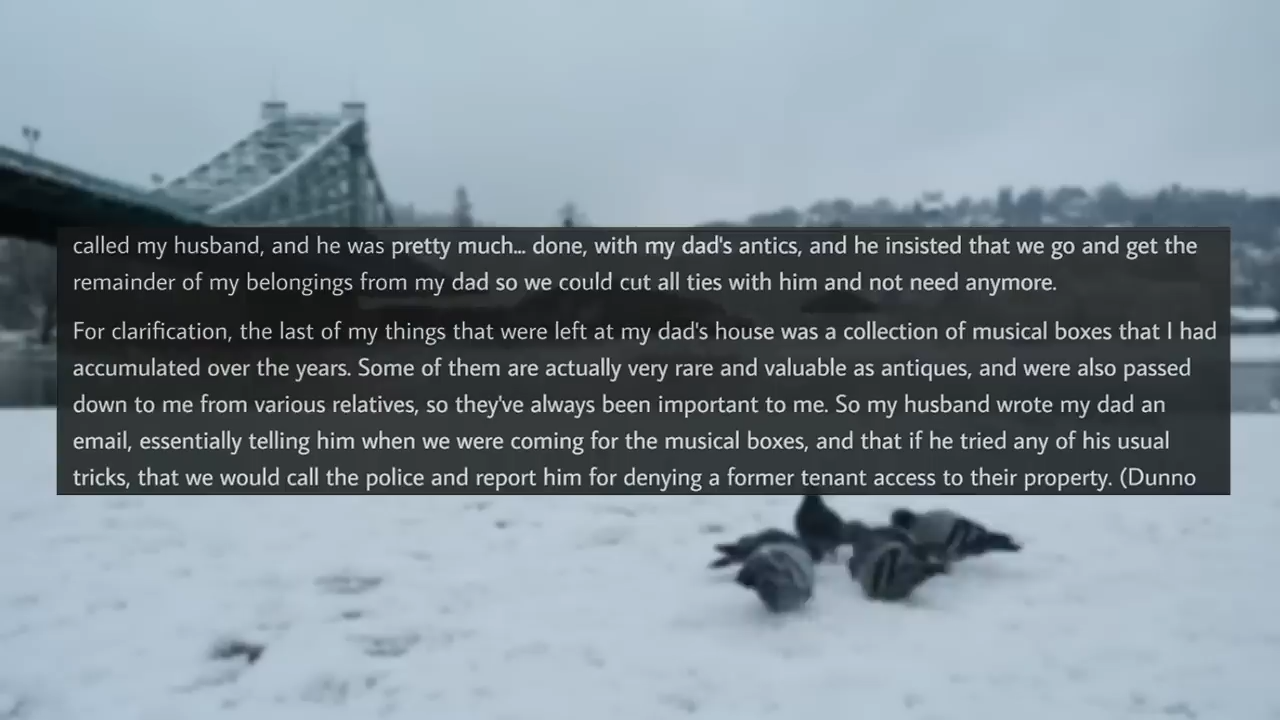 called my husband, and he was pretty much... done, with my dad's antics, and he insisted that we go and get the
remainder of my belongings from my dad so we could cut all ties with him and not need anymore.
For clarification, the last of my things that were left at my dad's house was a collection of musical boxes that I had
accumulated over the years. Some of them are actually very rare and valuable as antiques, and were also passed
down to me from various relatives, so they've always been important to me. So my husband wrote my dad an
email, essentially telling him when we were coming for the musical boxes, and that if he tried any of his usual
tricks, that we would call the police and report him for denying a former tenant access to their property. (Dunno